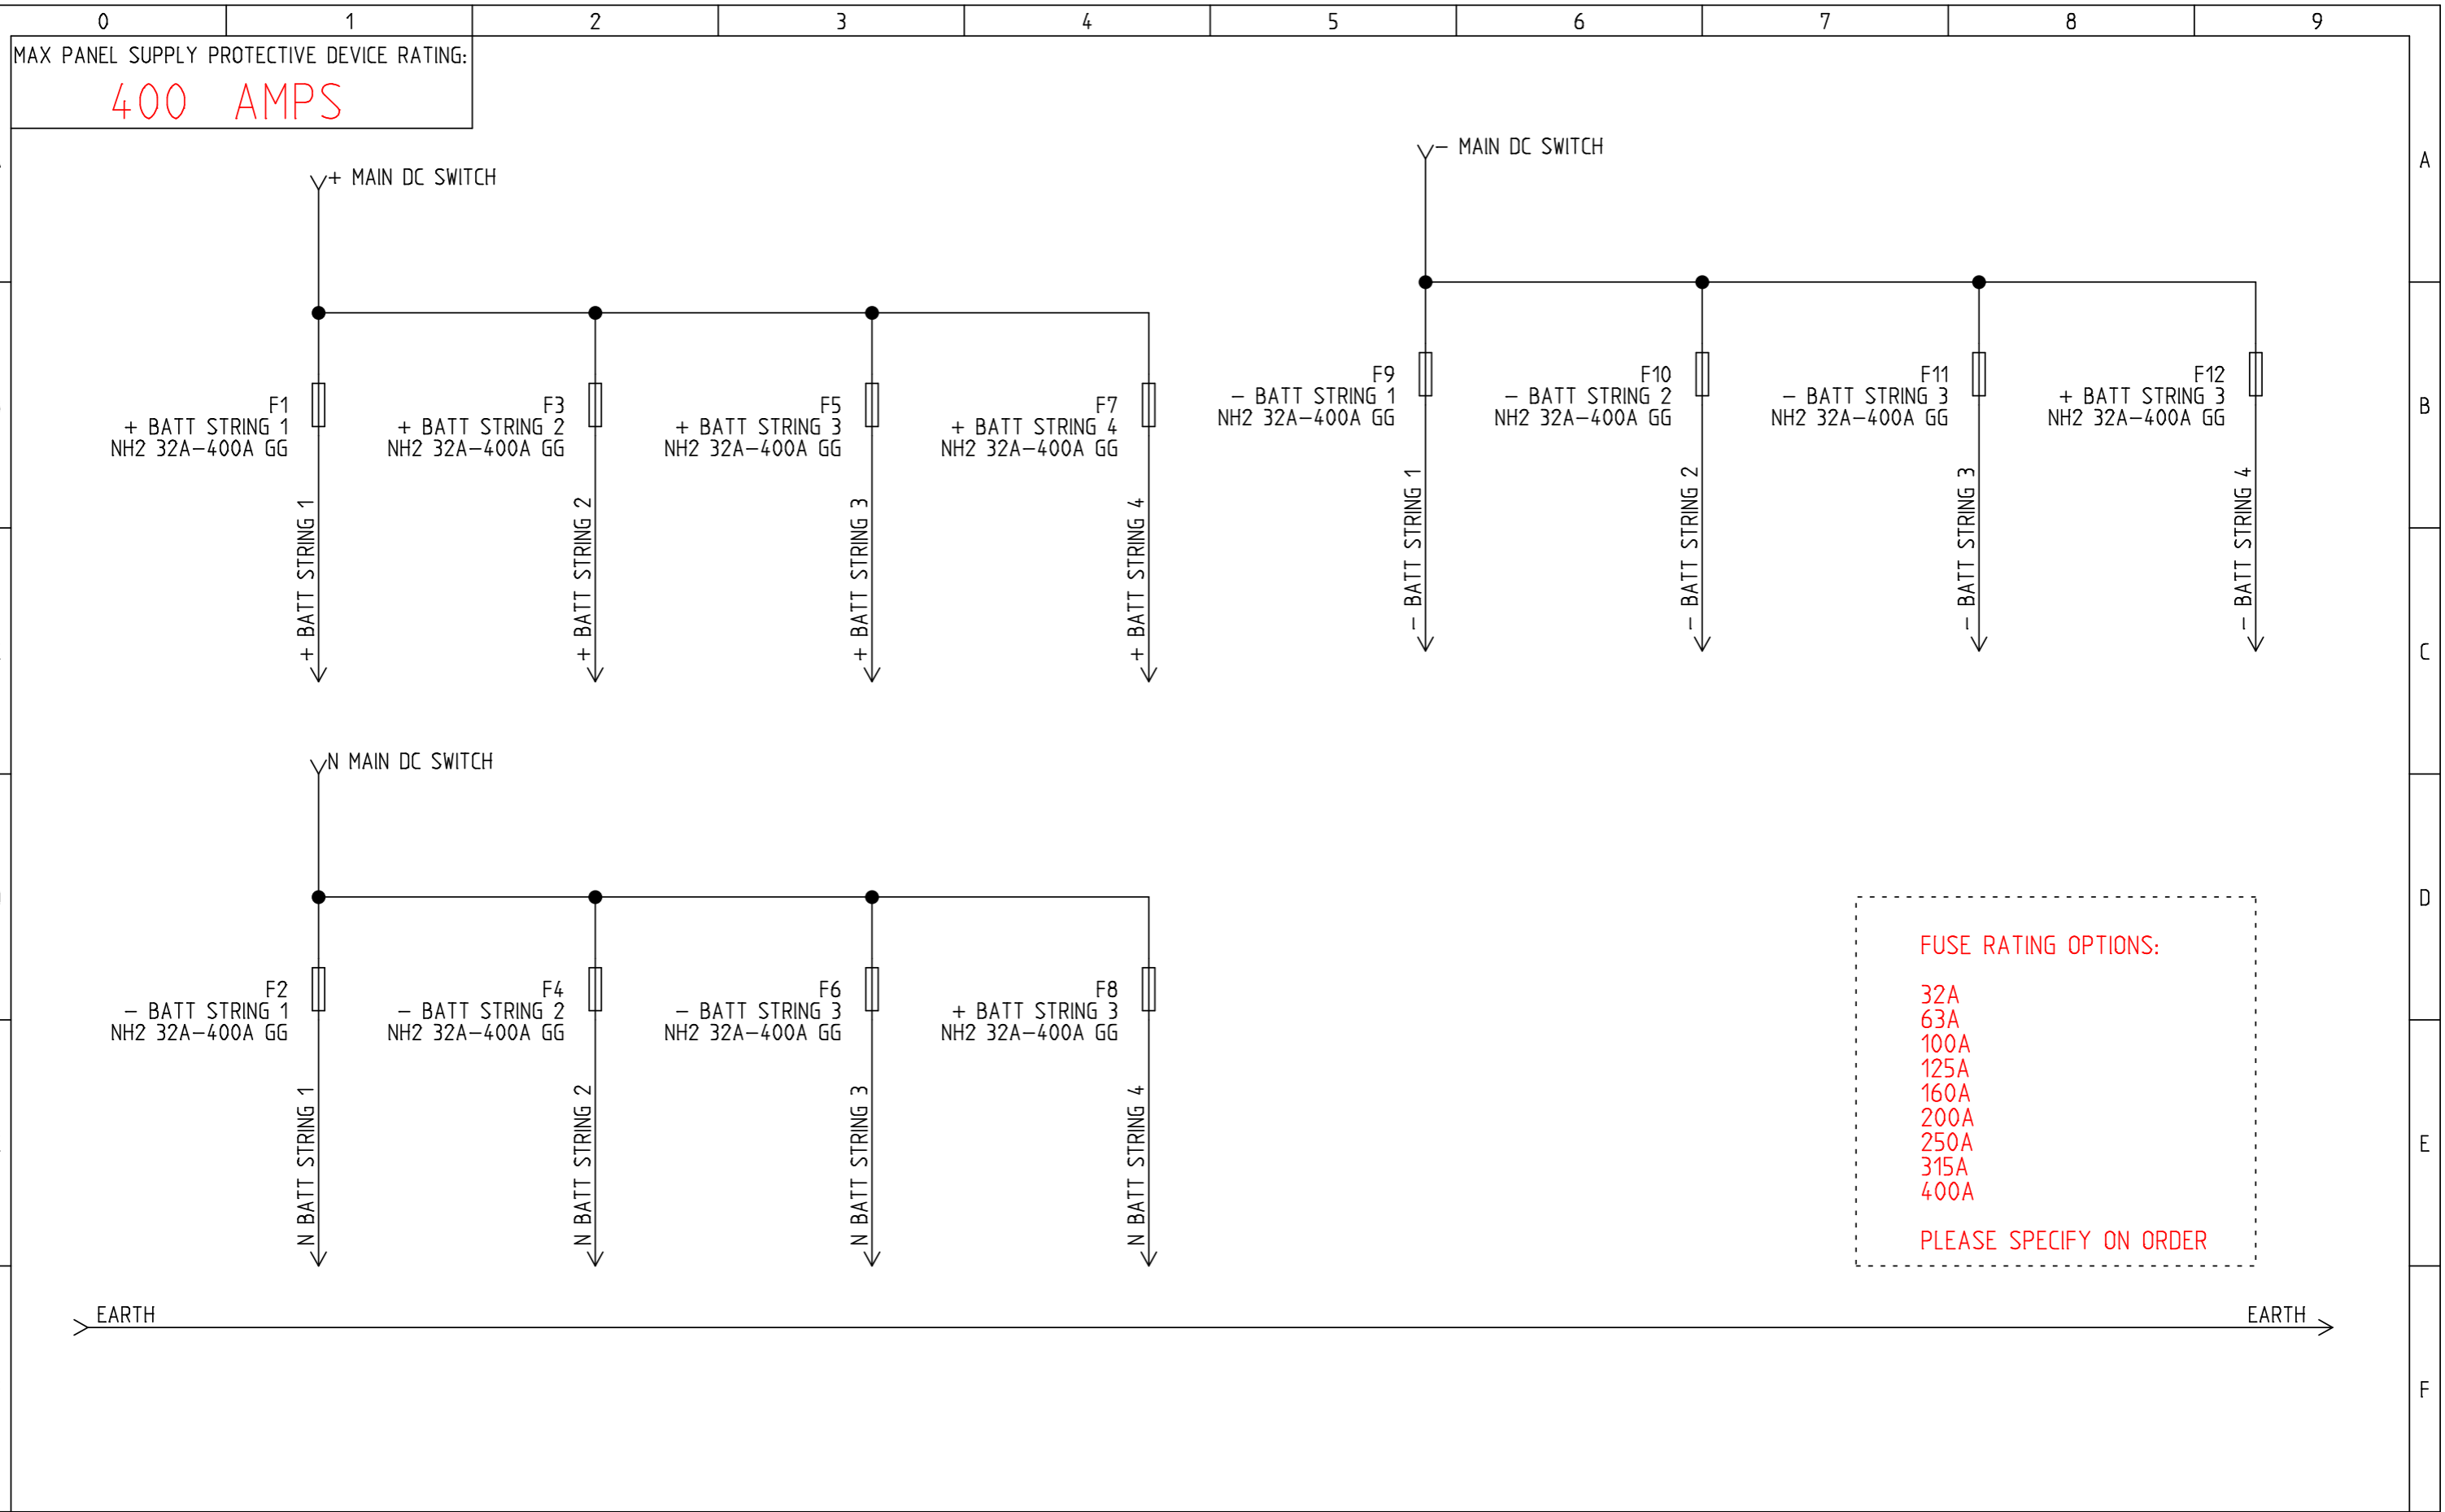 0 1 2 3 4 5 6 7 8 9
MAX PANEL SUPPLY PROTECTIVE DEVICE RATING:
400 AMPS
+ MAIN DC SWITCH
F1
+ BATT STRING 1
NH2 32A-400A GG
+ BATT STRING 1
F3
+ BATT STRING 2
NH2 32A-400A GG
+ BATT STRING 2
F5
+ BATT STRING 3
NH2 32A-400A GG
+ BATT STRING 3
F7
+ BATT STRING 4
NH2 32A-400A GG
+ BATT STRING 4
- MAIN DC SWITCH
F9
- BATT STRING 1
NH2 32A-400A GG
- BATT STRING 1
F10
- BATT STRING 2
NH2 32A-400A GG
- BATT STRING 2
F11
- BATT STRING 3
NH2 32A-400A GG
- BATT STRING 3
F12
+ BATT STRING 3
NH2 32A-400A GG
- BATT STRING 4
N MAIN DC SWITCH
F2
- BATT STRING 1
NH2 32A-400A GG
N BATT STRING 1
F4
- BATT STRING 2
NH2 32A-400A GG
N BATT STRING 2
F6
- BATT STRING 3
NH2 32A-400A GG
N BATT STRING 3
F8
+ BATT STRING 3
NH2 32A-400A GG
N BATT STRING 4
FUSE RATING OPTIONS:
32A
63A
100A
125A
160A
200A
250A
315A
400A
PLEASE SPECIFY ON ORDER
EARTH
EARTH
A
B
C
D
E
F